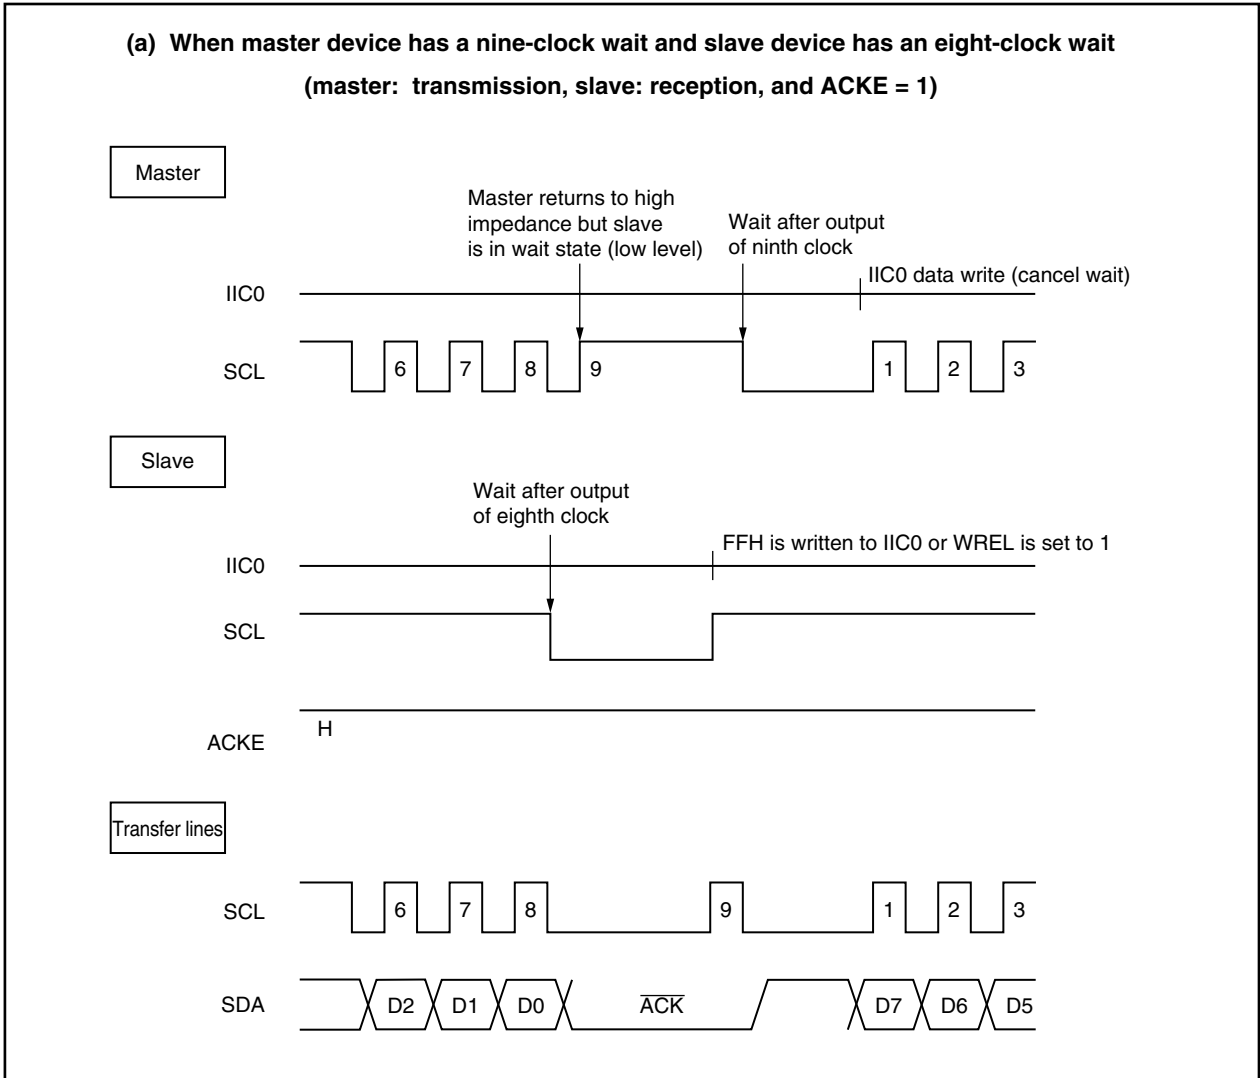 (a) When master device has a nine-clock wait and slave device has an eight-clock wait
(master: transmission, slave: reception, and ACKE = 1)
Master
Master returns to high
impedance but slave
is in wait state (low level)
Wait after output
of ninth clock
IIC0 data write (cancel wait)
IIC0
SCL
6 7 8 9 1 2 3
Slave
Wait after output
of eighth clock
FFH is written to IIC0 or WREL is set to 1
IIC0
SCL
H
ACKE
Transfer lines
SCL
6 7 8 9 1 2 3
SDA
D2 D1 D0 A̅C̅K̅ D7 D6 D5